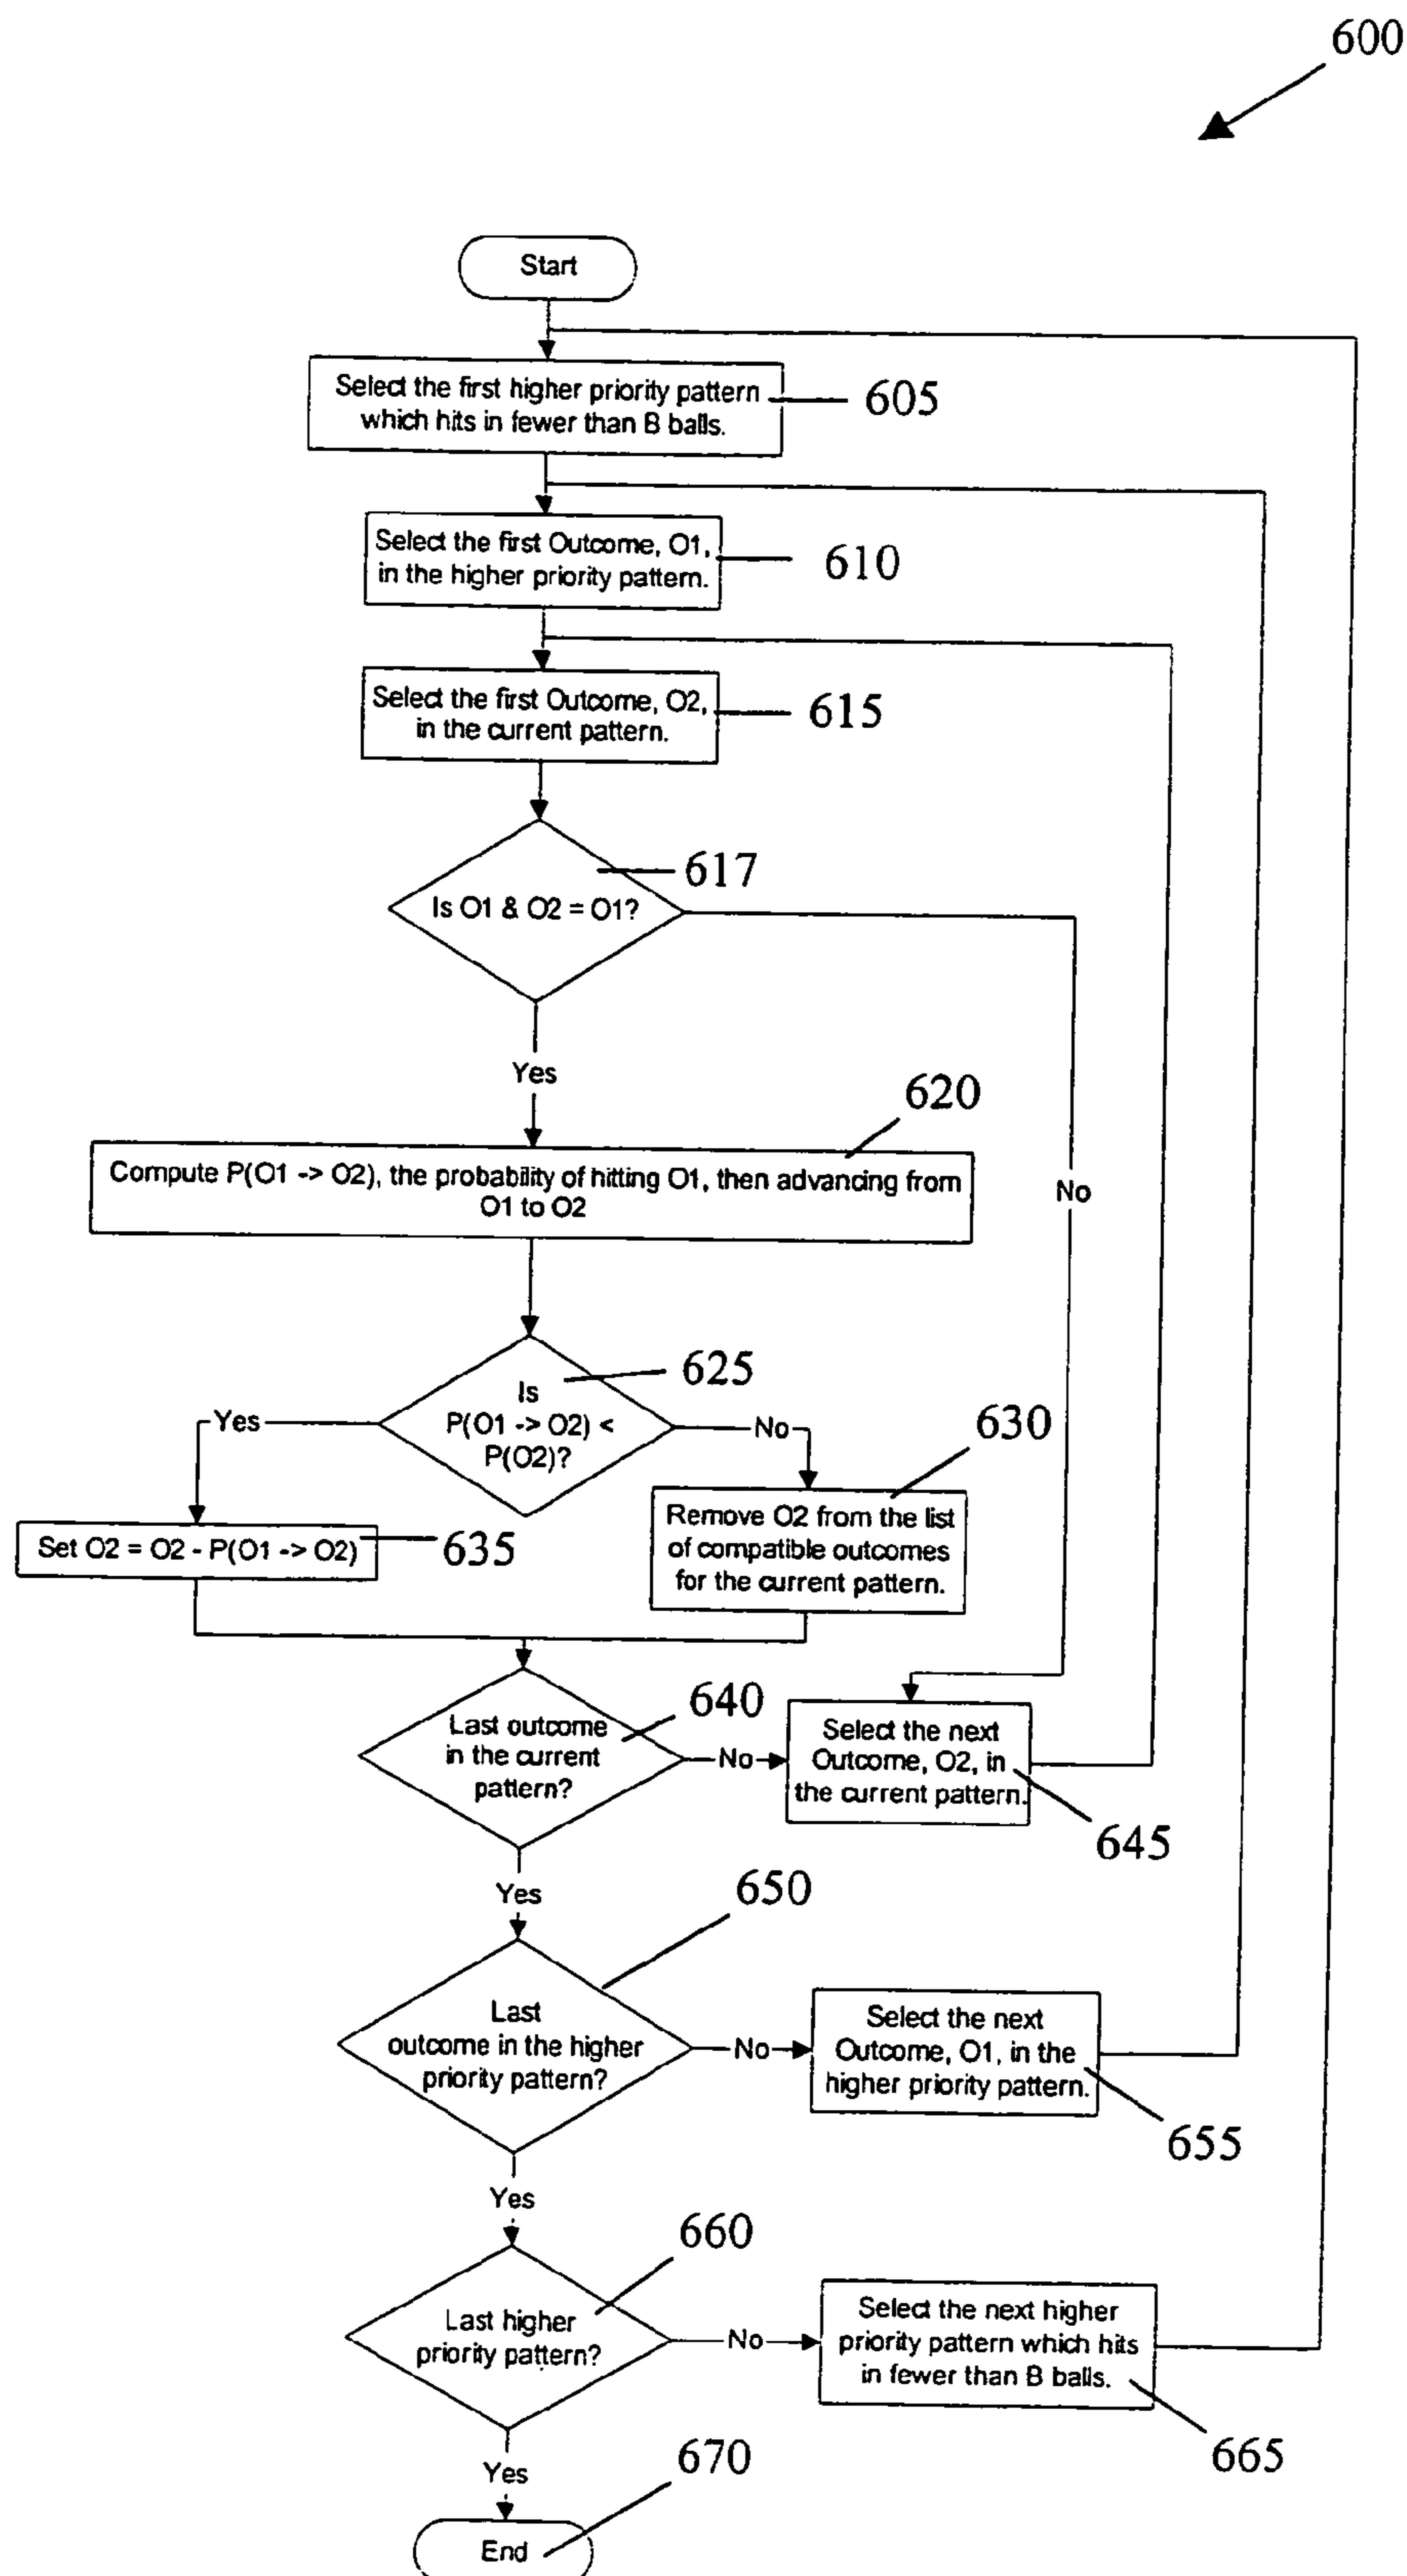 600
Start
Select the first higher priority pattern
which hits in fewer than B balls.
605
Select the first Outcome, O1,
in the higher priority pattern.
610
Select the first Outcome, O2,
in the current pattern.
615
617
Is O1 & O2 = O1?
Yes
No
620
Compute P(O1 -> O2), the probability of hitting O1, then advancing from
O1 to O2
625
Is
P(O1 -> O2) <
P(O2)?
Yes
No
630
Set O2 = O2 - P(O1 -> O2)
635
Remove O2 from the list
of compatible outcomes
for the current pattern.
640
Last outcome
in the current
pattern?
No
Select the next
Outcome, O2, in
the current pattern.
645
Yes
650
Last
outcome in the higher
priority pattern?
No
Select the next
Outcome, O1, in the
higher priority pattern.
655
Yes
660
Last higher
priority pattern?
No
Select the next higher
priority pattern which hits
in fewer than B balls.
665
Yes
670
End